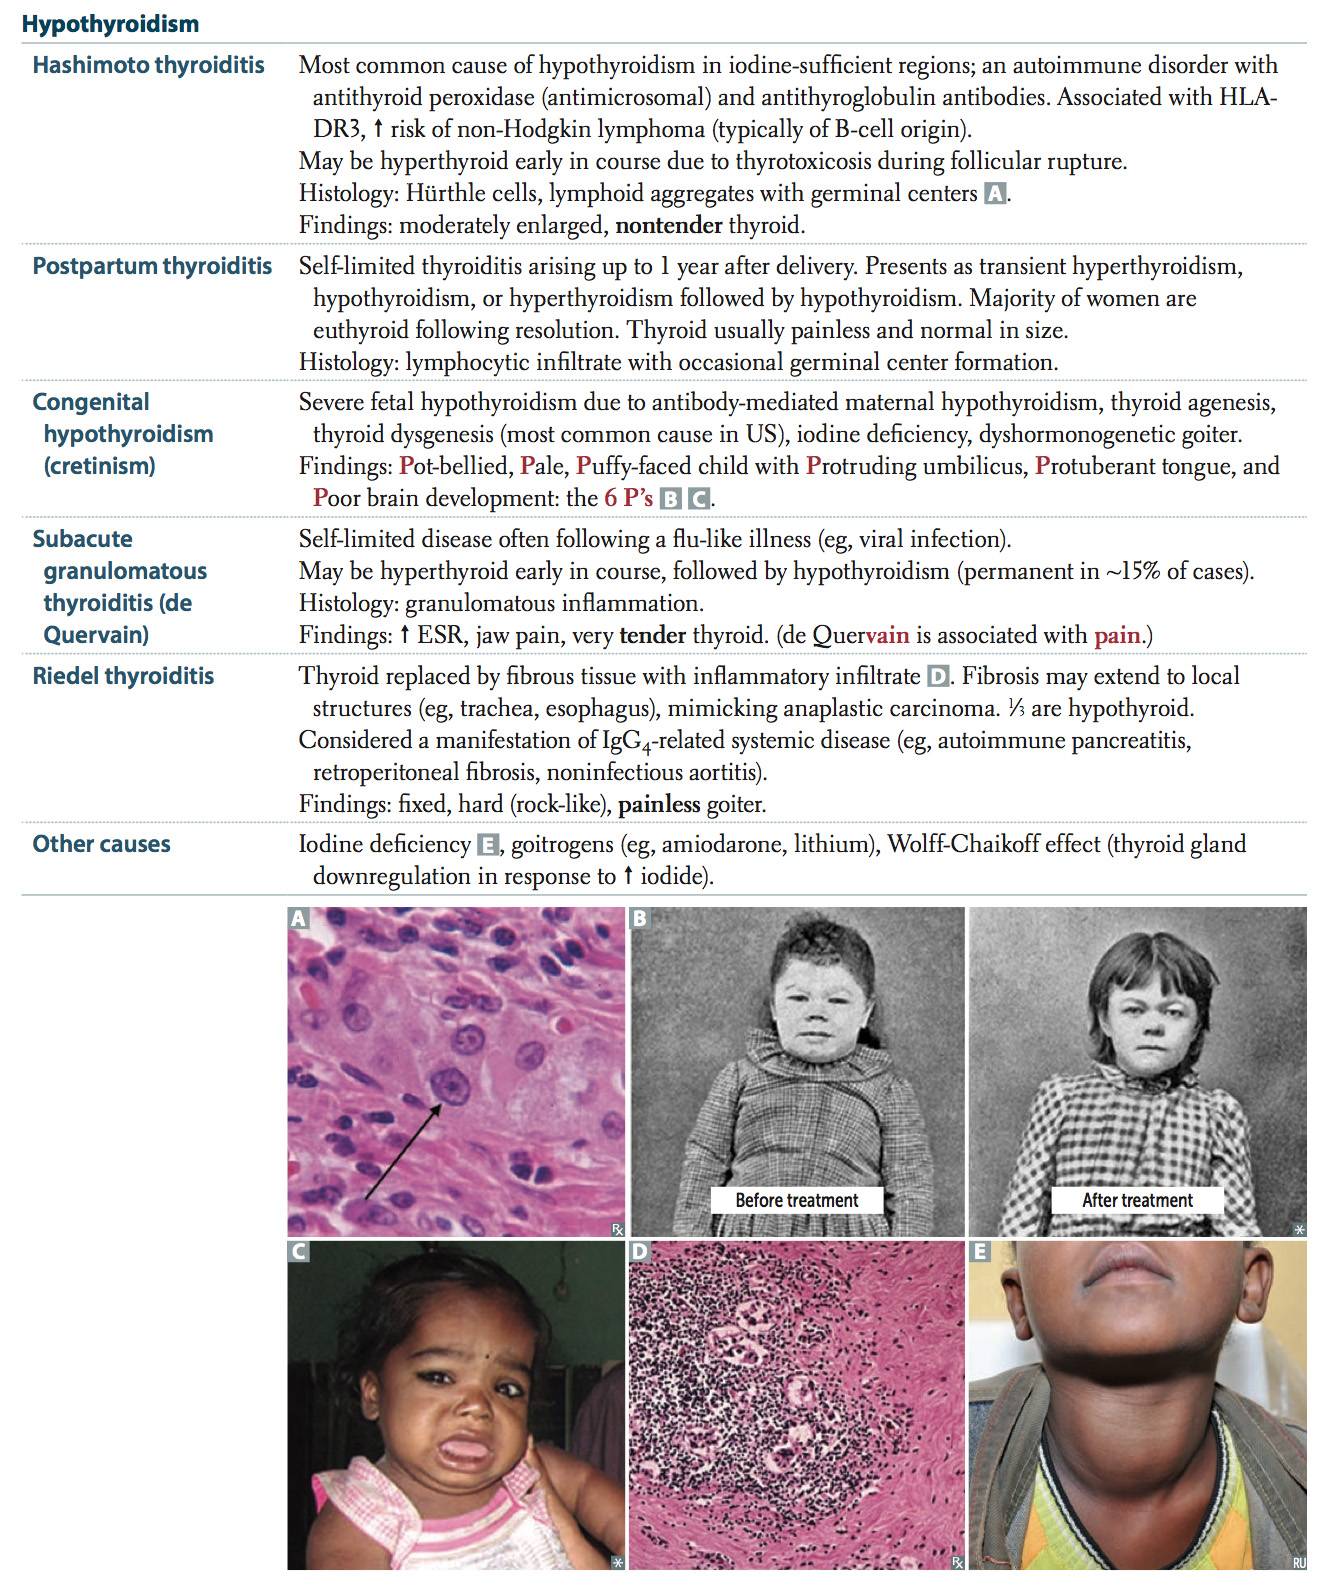 Hypothyroidism
Hashimoto thyroiditis
Most common cause of hypothyroidism in iodine-sufficient regions; an autoimmune disorder with
antithyroid peroxidase (antimicrosomal) and antithyroglobulin antibodies. Associated with HLA-
DR3, ↑ risk of non-Hodgkin lymphoma (typically of B-cell origin).
May be hyperthyroid early in course due to thyrotoxicosis during follicular rupture.
Histology: Hürthle cells, lymphoid aggregates with germinal centers A.
Findings: moderately enlarged, nontender thyroid.
Postpartum thyroiditis
Self-limited thyroiditis arising up to 1 year after delivery. Presents as transient hyperthyroidism,
hypothyroidism, or hyperthyroidism followed by hypothyroidism. Majority of women are
euthyroid following resolution. Thyroid usually painless and normal in size.
Histology: lymphocytic infiltrate with occasional germinal center formation.
Congenital
hypothyroidism
(cretinism)
Severe fetal hypothyroidism due to antibody-mediated maternal hypothyroidism, thyroid agenesis,
thyroid dysgenesis (most common cause in US), iodine deficiency, dyshormonogenetic goiter.
Findings: Pot-bellied, Pale, Puffy-faced child with Protruding umbilicus, Protuberant tongue, and
Poor brain development: the 6 P's B C.
Subacute
granulomatous
thyroiditis (de
Quervain)
Self-limited disease often following a flu-like illness (eg, viral infection).
May be hyperthyroid early in course, followed by hypothyroidism (permanent in ~15% of cases).
Histology: granulomatous inflammation.
Findings: ↑ ESR, jaw pain, very tender thyroid. (de Quervain is associated with pain.)
Riedel thyroiditis
Thyroid replaced by fibrous tissue with inflammatory infiltrate D. Fibrosis may extend to local
structures (eg, trachea, esophagus), mimicking anaplastic carcinoma. ⅓ are hypothyroid.
Considered a manifestation of IgG4-related systemic disease (eg, autoimmune pancreatitis,
retroperitoneal fibrosis, noninfectious aortitis).
Findings: fixed, hard (rock-like), painless goiter.
Other causes
Iodine deficiency E, goitrogens (eg, amiodarone, lithium), Wolff-Chaikoff effect (thyroid gland
downregulation in response to ↑ iodide).
A
B
Before treatment
After treatment
℞
*
C
D
E
*
℞
RU